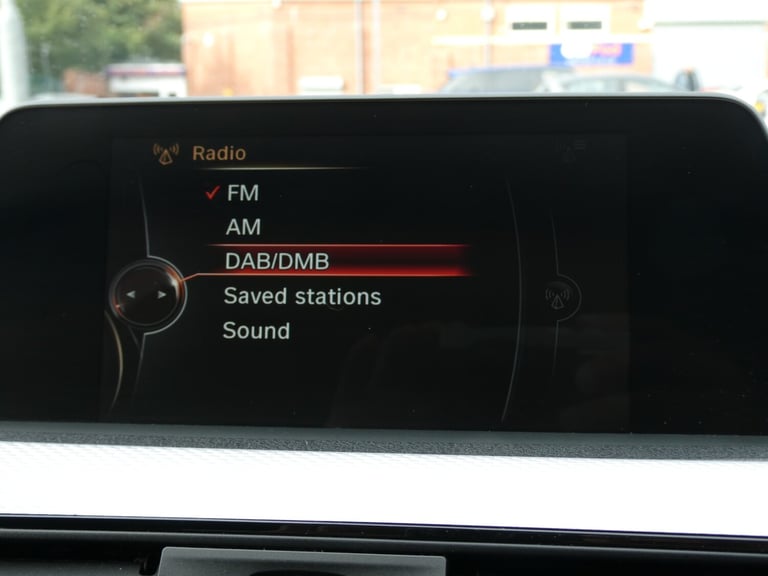 Radio
FM
AM
DAB/DMB
Saved stations
Sound